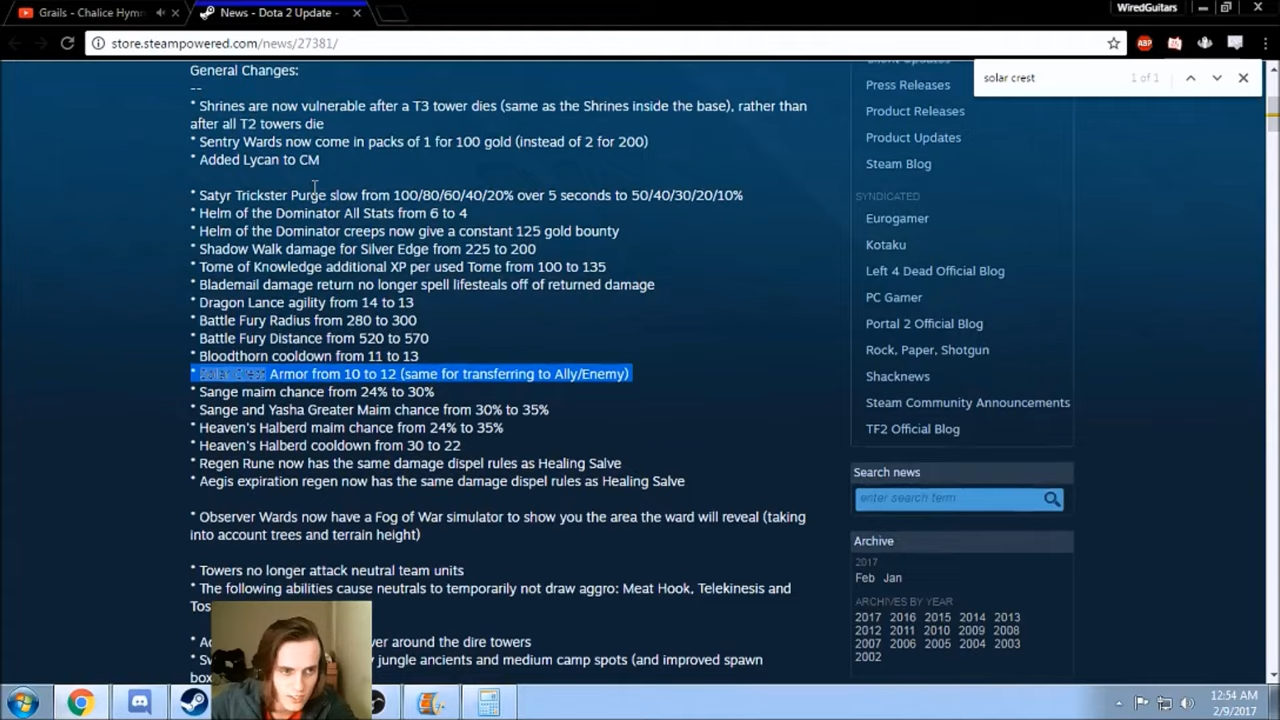 Grails - Chalice Hymn
News - Dota 2 Update -
WiredGuitars
store.steampowered.com/news/27381/
ABP
solar crest
1 of 1
General Changes:
--
* Shrines are now vulnerable after a T3 tower dies (same as the Shrines inside the base), rather than
after all T2 towers die
* Sentry Wards now come in packs of 1 for 100 gold (instead of 2 for 200)
* Added Lycan to CM
* Satyr Trickster Purge slow from 100/80/60/40/20% over 5 seconds to 50/40/30/20/10%
* Helm of the Dominator All Stats from 6 to 4
* Helm of the Dominator creeps now give a constant 125 gold bounty
* Shadow Walk damage for Silver Edge from 225 to 200
* Tome of Knowledge additional XP per used Tome from 100 to 135
* Blademail damage return no longer spell lifesteals off of returned damage
* Dragon Lance agility from 14 to 13
* Battle Fury Radius from 280 to 300
* Battle Fury Distance from 520 to 570
* Bloodthorn cooldown from 11 to 13
* Armor from 10 to 12 (same for transferring to Ally/Enemy)
* Sange maim chance from 24% to 30%
* Sange and Yasha Greater Maim chance from 30% to 35%
* Heaven's Halberd maim chance from 24% to 35%
* Heaven's Halberd cooldown from 30 to 22
* Regen Rune now has the same damage dispel rules as Healing Salve
* Aegis expiration regen now has the same damage dispel rules as Healing Salve
* Observer Wards now have a Fog of War simulator to show you the area the ward will reveal (taking
into account trees and terrain height)
* Towers no longer attack neutral team units
* The following abilities cause neutrals to temporarily not draw aggro: Meat Hook, Telekinesis and
around the dire towers
jungle ancients and medium camp spots (and improved spawn
Press Releases
Product Releases
Product Updates
Steam Blog
SYNDICATED
Eurogamer
Kotaku
Left 4 Dead Official Blog
PC Gamer
Portal 2 Official Blog
Rock, Paper, Shotgun
Shacknews
Steam Community Announcements
TF2 Official Blog
Search news
enter search term
Archive
2017
Feb Jan
ARCHIVES BY YEAR
2017 2016 2015 2014 2013
2012 2011 2010 2009 2008
2007 2006 2005 2004 2003
2002
12:54 AM
2/9/2017